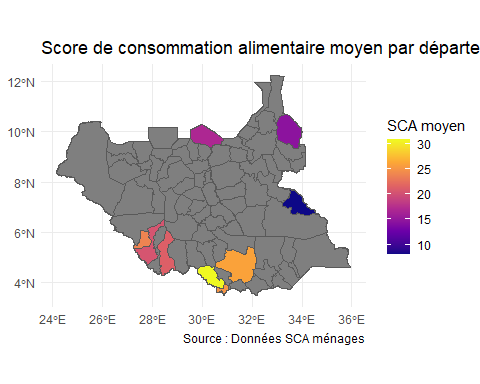 Score de consommation alimentaire moyen par départe
12°N
10°N
8°N
6°N
4°N
24°E 26°E 28°E 30°E 32°E 34°E 36°E
SCA moyen
30
25
20
15
10
Source : Données SCA ménages